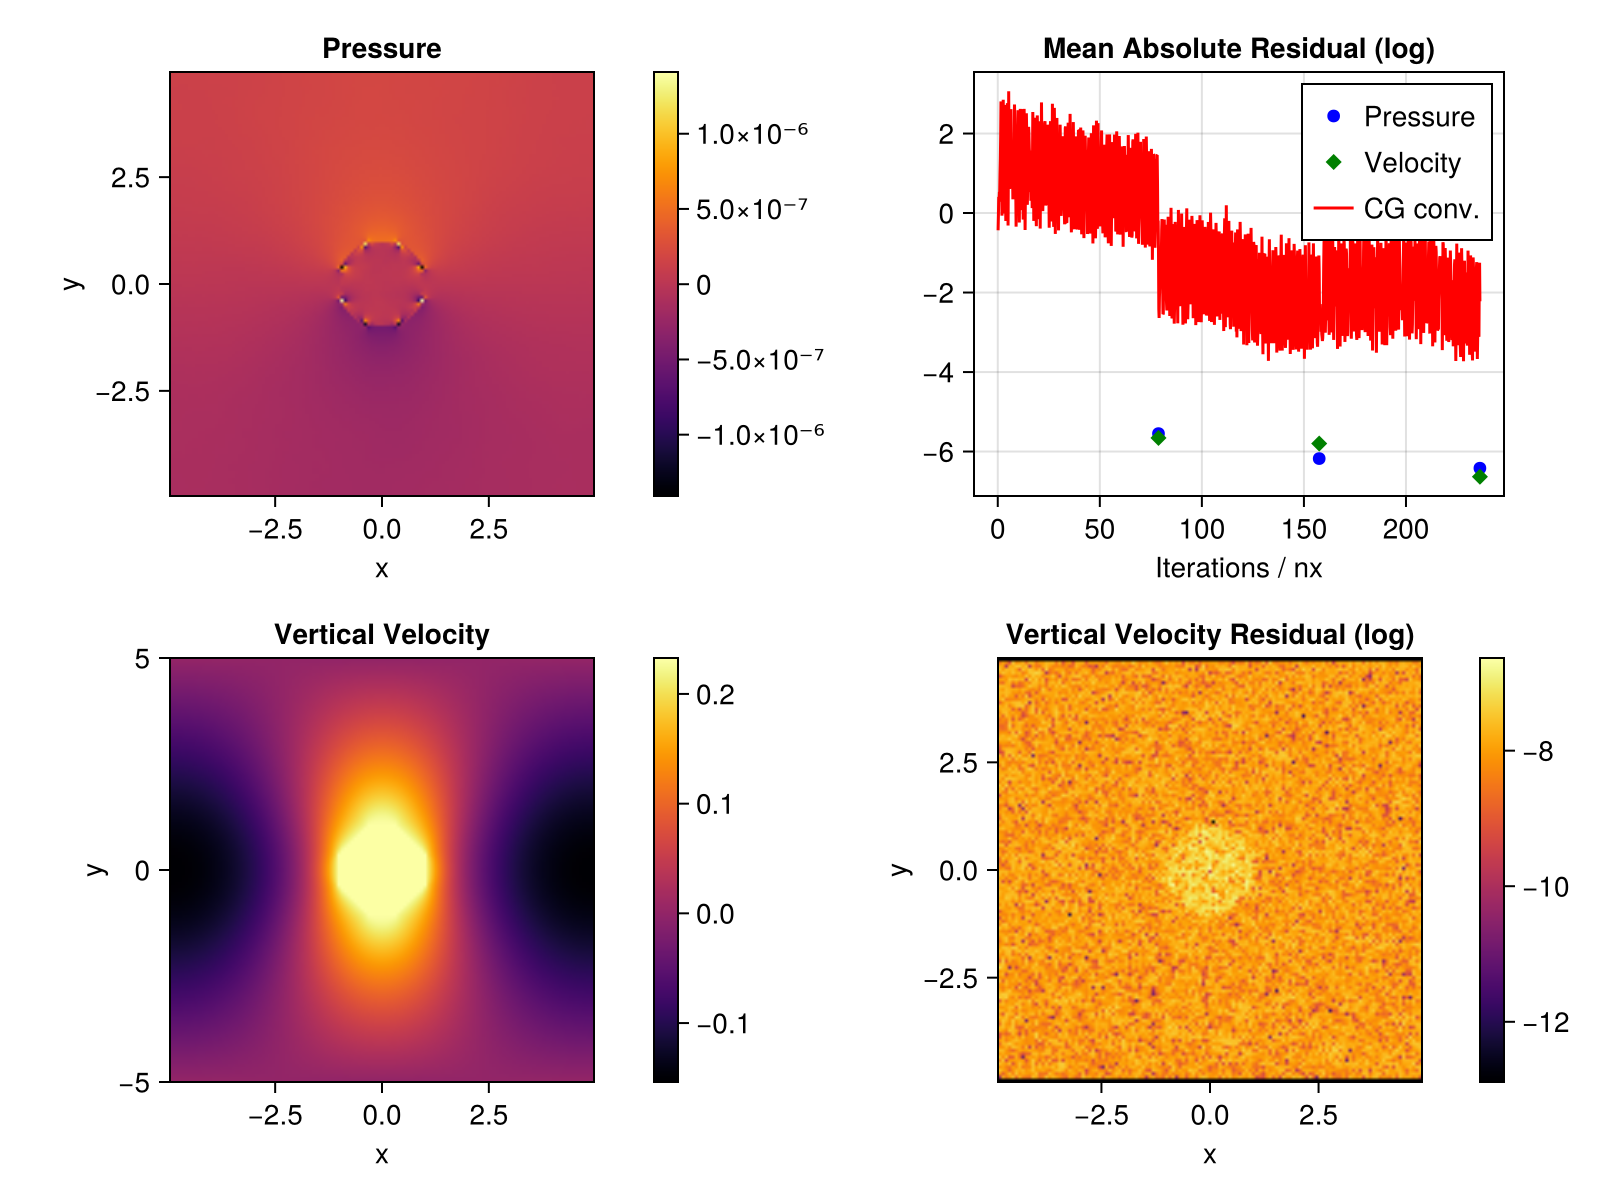 Pressure
1.0×10⁻⁶
5.0×10⁻⁷
0
−5.0×10⁻⁷
−1.0×10⁻⁶
2.5
0.0
−2.5
y
−2.5 0.0 2.5
x
Mean Absolute Residual (log)
Pressure
Velocity
CG conv.
2
0
−2
−4
−6
0 50 100 150 200
Iterations / nx
Vertical Velocity
5
0
−5
y
0.2
0.1
0.0
−0.1
−2.5 0.0 2.5
x
Vertical Velocity Residual (log)
2.5
0.0
−2.5
y
−8
−10
−12
−2.5 0.0 2.5
x